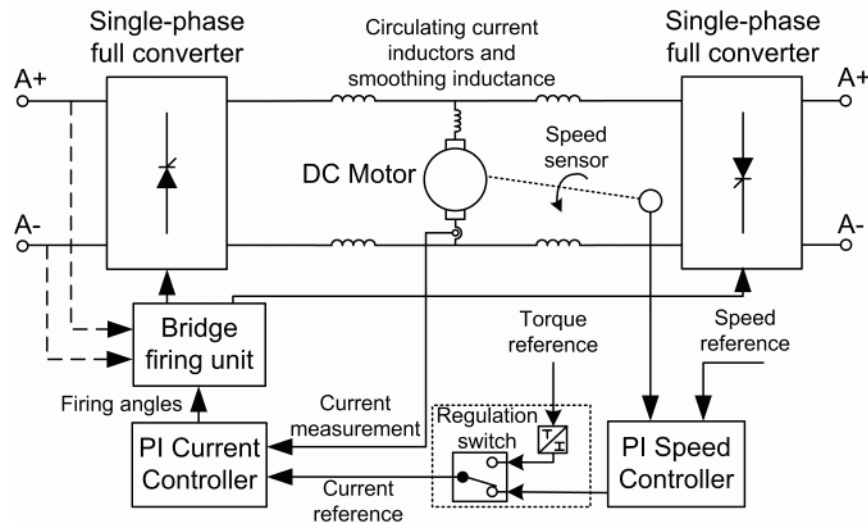 Single-phase
full converter
Circulating current
inductors and
smoothing inductance
Single-phase
full converter
A+
A+
Speed
sensor
DC Motor
A-
A-
Bridge
firing unit
Torque
reference
Speed
reference
Firing angles
Current
measurement
Regulation
switch
T
I
PI Current
Controller
PI Speed
Controller
Current
reference